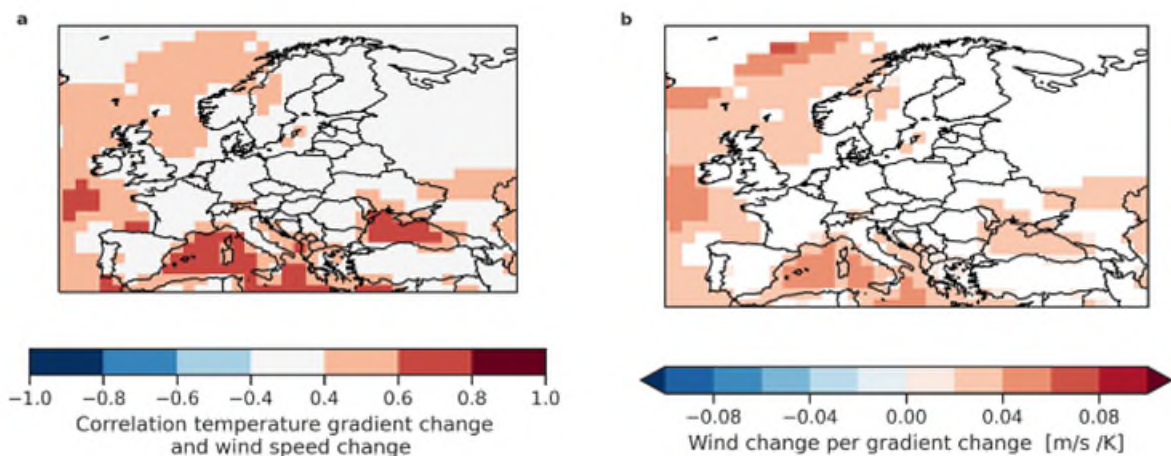 a
b
−1.0 −0.8 −0.6 −0.4 0.4 0.6 0.8 1.0
Correlation temperature gradient change
and wind speed change
−0.08 −0.04 0.00 0.04 0.08
Wind change per gradient change [m/s /K]